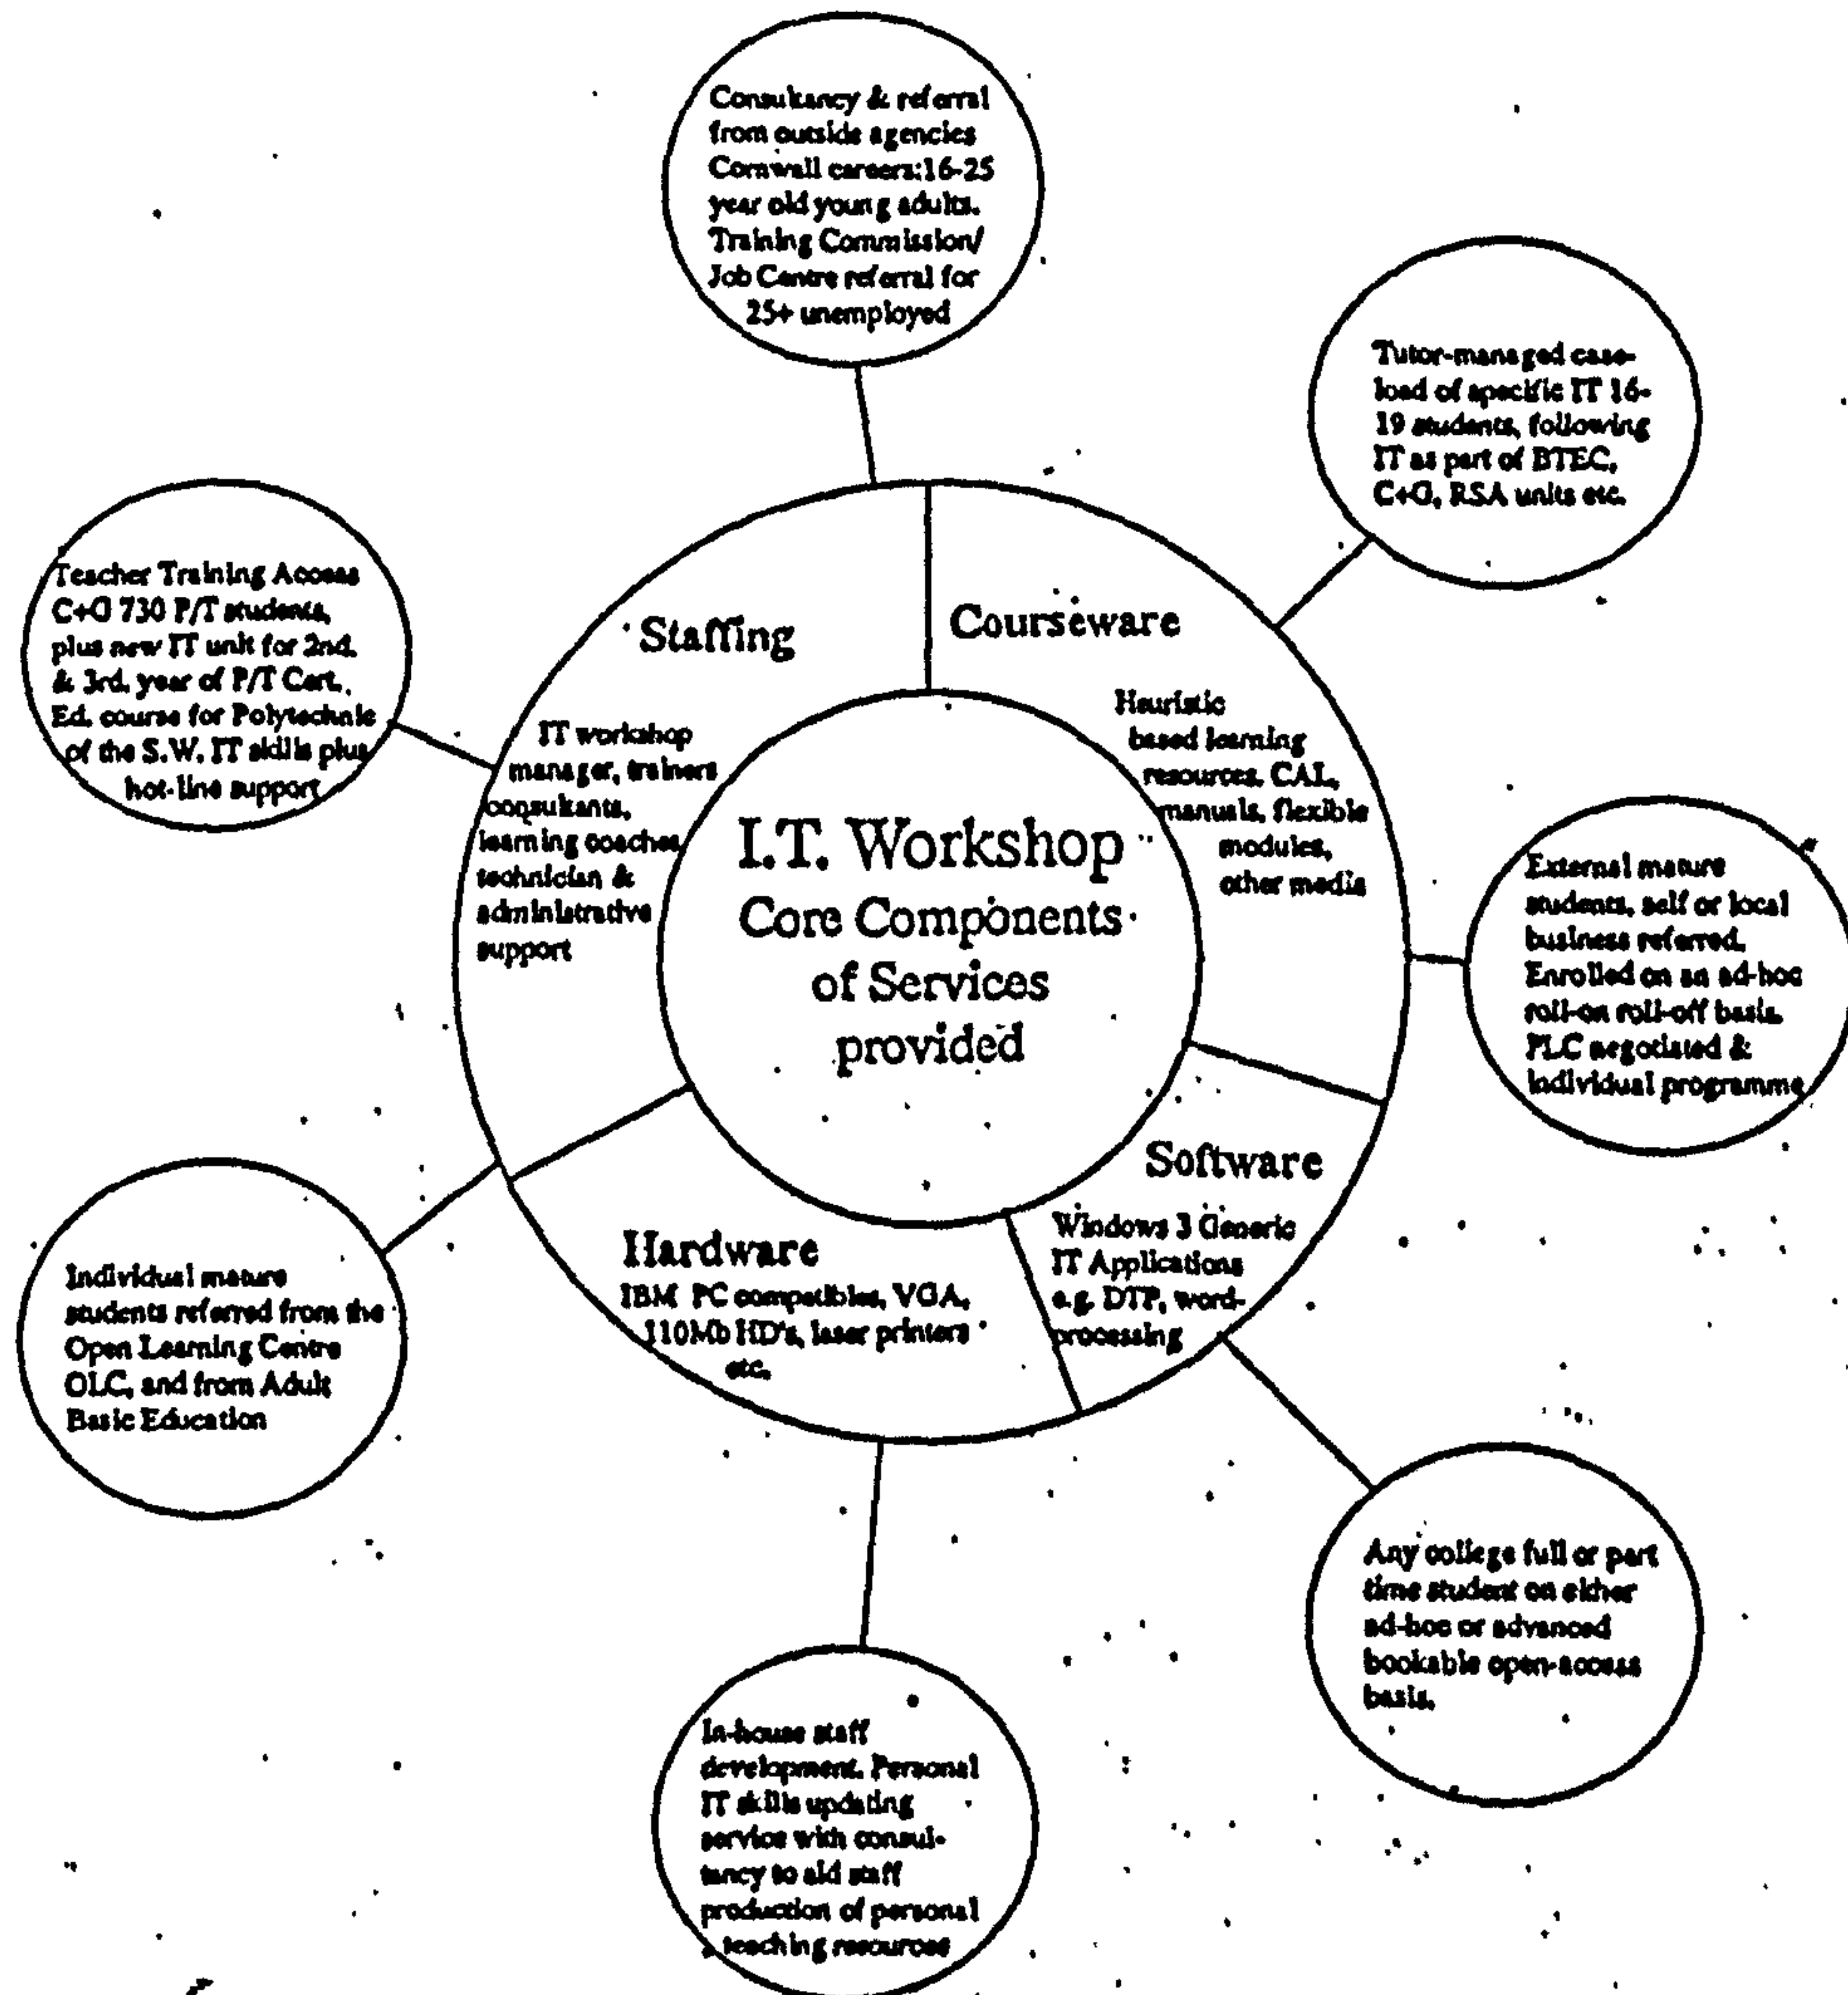 Consultancy & referral
from outside agencies
Cornwall careers:16-25
year old young adults.
Training Commission/
Job Centre referral for
25+ unemployed
Tutor-managed case-
load of specific IT 16-
19 students, following
IT as part of BTEC,
C+G, RSA units etc.
Teacher Training Access
C+G 730 P/T students,
plus new IT unit for 2nd.
& 3rd. year of P/T Cert.
Ed. course for Polytechnic
of the S.W. IT skills plus
hot-line support
Staffing
IT workshop
manager, trainers
consultants,
learning coaches,
technician &
administrative
support
Courseware
Heuristic
based learning
resources, CAL,
manuals, flexible
modules,
other media
I.T. Workshop
Core Components
of Services
provided
External mature
students, self or local
business referred.
Enrolled on an ad-hoc
roll-on roll-off basis.
PLC negotiated &
individual programme
Software
Windows 3 Generic
IT Applications
e.g. DTP, word-
processing
Hardware
IBM PC compatibles, VGA,
110Mb HD's, laser printers
etc.
Individual mature
students referred from the
Open Learning Centre
OLC, and from Adult
Basic Education
Any college full or part
time student on either
ad-hoc or advanced
bookable open-access
basis.
In-house staff
development. Personal
IT skills updating
service with consul-
tancy to aid staff
production of personal
teaching resources